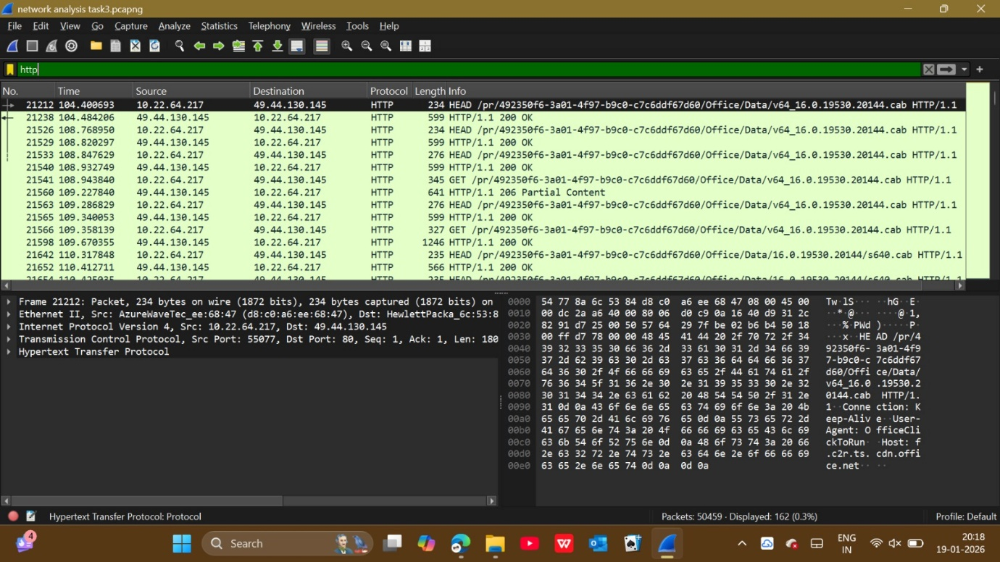 network analysis task3.pcapng
File Edit View Go Capture Analyze Statistics Telephony Wireless Tools Help
http
No. Time Source Destination Protocol Length Info
21212 104.400693 10.22.64.217 49.44.130.145 HTTP 234 HEAD /pr/492350f6-3a01-4f97-b9c0-c7c6ddf67d60/Office/Data/v64_16.0.19530.20144.cab HTTP/1.1
21238 104.484206 49.44.130.145 10.22.64.217 HTTP 599 HTTP/1.1 200 OK
21526 108.768950 10.22.64.217 49.44.130.145 HTTP 234 HEAD /pr/492350f6-3a01-4f97-b9c0-c7c6ddf67d60/Office/Data/v64_16.0.19530.20144.cab HTTP/1.1
21529 108.820297 49.44.130.145 10.22.64.217 HTTP 599 HTTP/1.1 200 OK
21533 108.847629 10.22.64.217 49.44.130.145 HTTP 276 HEAD /pr/492350f6-3a01-4f97-b9c0-c7c6ddf67d60/Office/Data/v64_16.0.19530.20144.cab HTTP/1.1
21540 108.932749 49.44.130.145 10.22.64.217 HTTP 599 HTTP/1.1 200 OK
21541 108.943840 10.22.64.217 49.44.130.145 HTTP 345 GET /pr/492350f6-3a01-4f97-b9c0-c7c6ddf67d60/Office/Data/v64_16.0.19530.20144.cab HTTP/1.1
21560 109.227840 49.44.130.145 10.22.64.217 HTTP 641 HTTP/1.1 206 Partial Content
21563 109.286829 10.22.64.217 49.44.130.145 HTTP 276 HEAD /pr/492350f6-3a01-4f97-b9c0-c7c6ddf67d60/Office/Data/v64_16.0.19530.20144.cab HTTP/1.1
21565 109.340053 49.44.130.145 10.22.64.217 HTTP 599 HTTP/1.1 200 OK
21566 109.358139 10.22.64.217 49.44.130.145 HTTP 327 GET /pr/492350f6-3a01-4f97-b9c0-c7c6ddf67d60/Office/Data/v64_16.0.19530.20144.cab HTTP/1.1
21598 109.670355 49.44.130.145 10.22.64.217 HTTP 1246 HTTP/1.1 200 OK
21642 110.317848 10.22.64.217 49.44.130.145 HTTP 235 HEAD /pr/492350f6-3a01-4f97-b9c0-c7c6ddf67d60/Office/Data/16.0.19530.20144/s640.cab HTTP/1.1
21652 110.412711 49.44.130.145 10.22.64.217 HTTP 566 HTTP/1.1 200 OK
21654 110.425035 10.22.64.217 49.44.130.145 HTTP 235 HEAD /pr/492350f6-3a01-4f97-b9c0-c7c6ddf67d60/Office/Data/16.0.19530.20144/s640.cab HTTP/1.1
Frame 21212: Packet, 234 bytes on wire (1872 bits), 234 bytes captured (1872 bits) on
Ethernet II, Src: AzureWaveTec_ee:68:47 (d8:c0:a6:ee:68:47), Dst: HewlettPacka_6c:53:8
Internet Protocol Version 4, Src: 10.22.64.217, Dst: 49.44.130.145
Transmission Control Protocol, Src Port: 55077, Dst Port: 80, Seq: 1, Ack: 1, Len: 180
Hypertext Transfer Protocol
0000 54 77 8a 6c 53 84 d8 c0 a6 ee 68 47 08 00 45 00 Tw·lS··· ··hG··E·
0010 00 dc 2a a6 40 00 80 06 d0 c9 0a 16 40 d9 31 2c ··*·@··· ····@·1,
0020 82 91 d7 25 00 50 57 64 29 7f be 02 b6 b4 50 18 ···%·PWd )·····P·
0030 00 ff d7 78 00 00 48 45 41 44 20 2f 70 72 2f 34 ···x··HE AD /pr/4
0040 39 32 33 35 30 66 36 2d 33 61 30 31 2d 34 66 39 92350f6- 3a01-4f9
0050 37 2d 62 39 63 30 2d 63 37 63 36 64 64 66 36 37 7-b9c0-c 7c6ddf67
0060 64 36 30 2f 4f 66 66 69 63 65 2f 44 61 74 61 2f d60/Offi ce/Data/
0070 76 36 34 5f 31 36 2e 30 2e 31 39 35 33 30 2e 32 v64_16.0 .19530.2
0080 30 31 34 34 2e 63 61 62 20 48 54 54 50 2f 31 2e 0144.cab HTTP/1.
0090 31 0d 0a 43 6f 6e 6e 65 63 74 69 6f 6e 3a 20 4b 1··Conne ction: K
00a0 65 65 70 2d 41 6c 69 76 65 0d 0a 55 73 65 72 2d eep-Aliv e··User-
00b0 41 67 65 6e 74 3a 20 4f 66 66 69 63 65 43 6c 69 Agent: O fficeCli
00c0 63 6b 54 6f 52 75 6e 0d 0a 48 6f 73 74 3a 20 66 ckToRun· ·Host: f
00d0 2e 63 32 72 2e 74 73 2e 63 64 6e 2e 6f 66 66 69 .c2r.ts. cdn.offi
00e0 63 65 2e 6e 65 74 0d 0a 0d 0a ce.net·· ··
Hypertext Transfer Protocol: Protocol
Packets: 50459 · Displayed: 162 (0.3%)
Profile: Default
4
Search
ENG
IN
20:18
19-01-2026